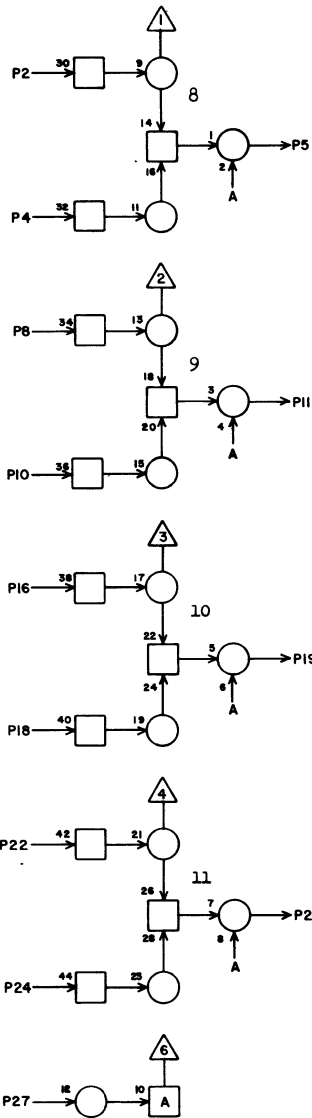 1
P2 30 9
8
14 1 P5
16 2
P4 32 11 A
2
P8 34 13
9
18 3 P11
20 4
P10 36 15 A
3
P16 38 17
10
22 5 P19
24 6
P18 40 19 A
4
P22 42 21
11
26 7 P2
28 8
P24 44 23 A
6
P27 12 10 A